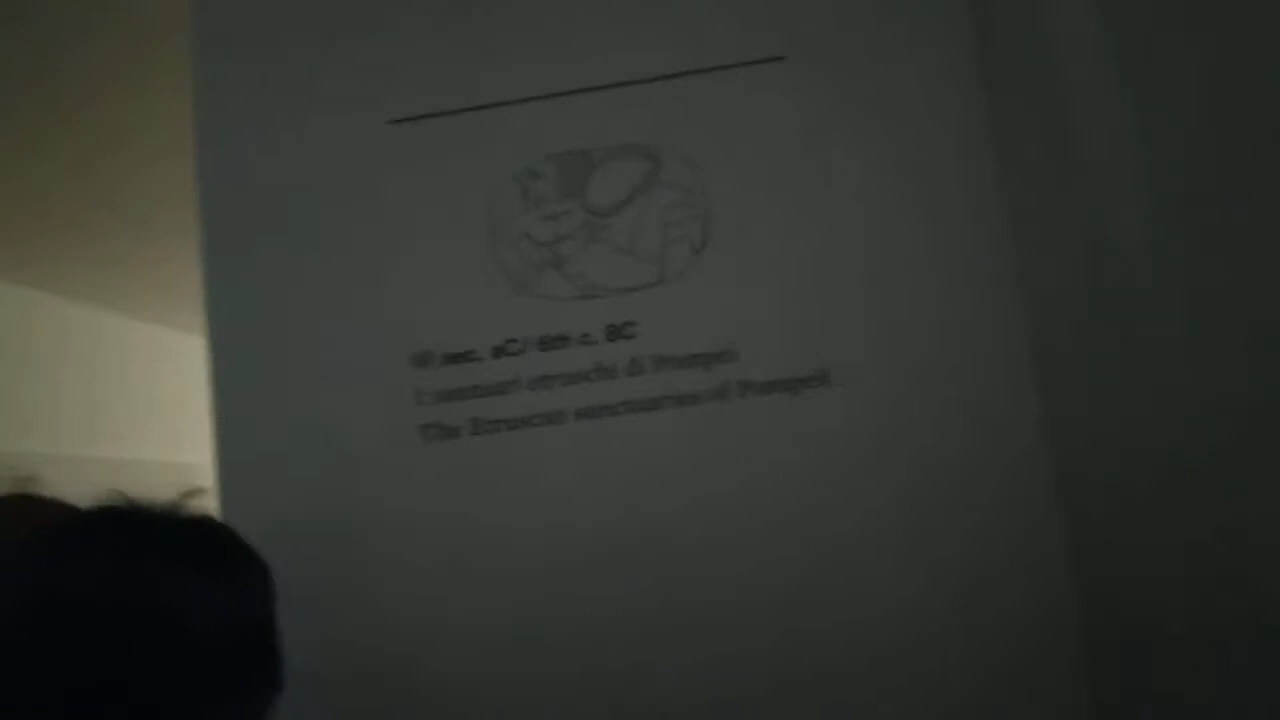 VI sec. aC/ 6th c. BC
I santuari etruschi di Pompei
The Etruscan sanctuaries of Pompeii